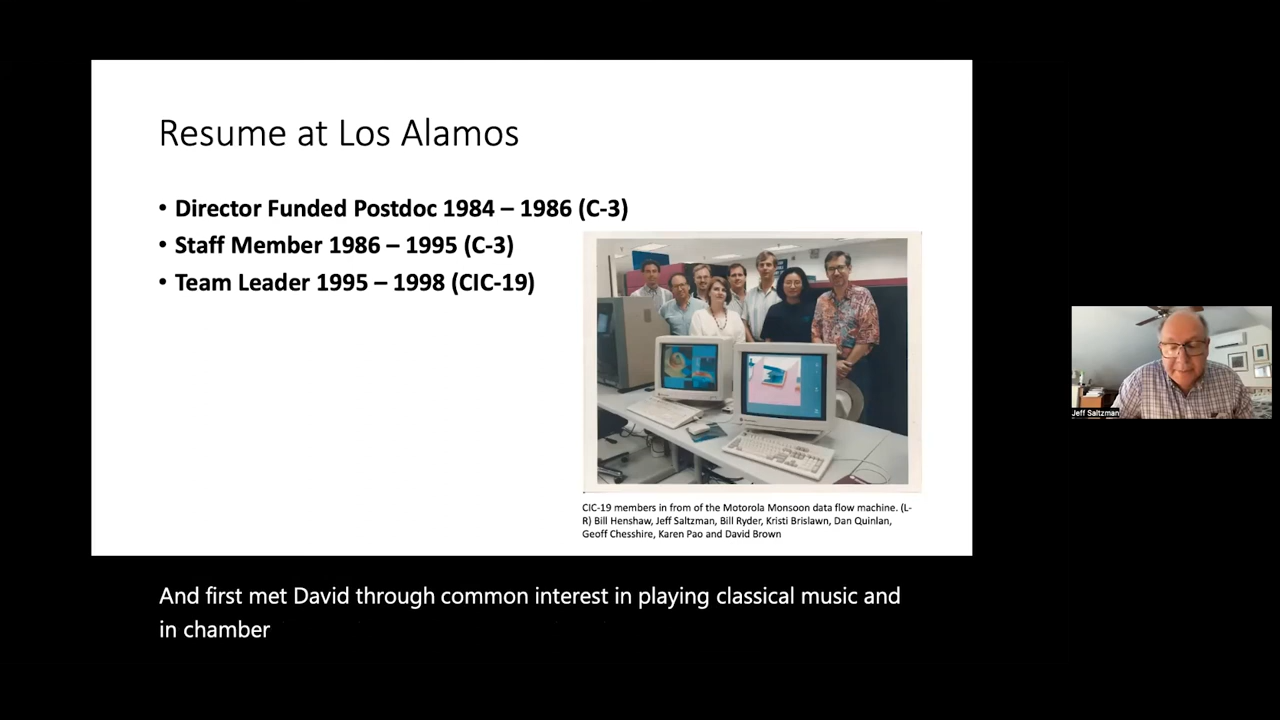 Resume at Los Alamos
• Director Funded Postdoc 1984 – 1986 (C-3)
• Staff Member 1986 – 1995 (C-3)
• Team Leader 1995 – 1998 (CIC-19)
CIC-19 members in from of the Motorola Monsoon data flow machine. (L-
R) Bill Henshaw, Jeff Saltzman, Bill Ryder, Kristi Brislawn, Dan Quinlan,
Geoff Chesshire, Karen Pao and David Brown
Jeff Saltzman
And first met David through common interest in playing classical music and
in chamber